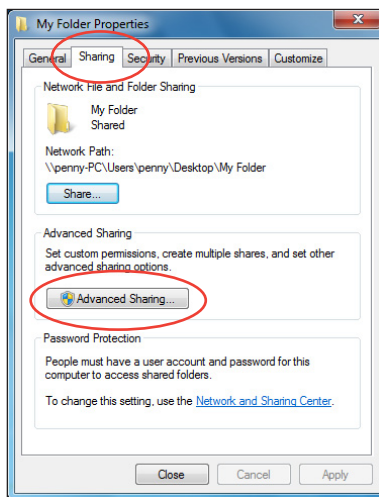 My Folder Properties
General Sharing Security Previous Versions Customize
Network File and Folder Sharing
My Folder
Shared
Network Path:
\\penny-PC\Users\penny\Desktop\My Folder
Share...
Advanced Sharing
Set custom permissions, create multiple shares, and set other
advanced sharing options.
Advanced Sharing...
Password Protection
People must have a user account and password for this
computer to access shared folders.
To change this setting, use the Network and Sharing Center.
Close Cancel Apply